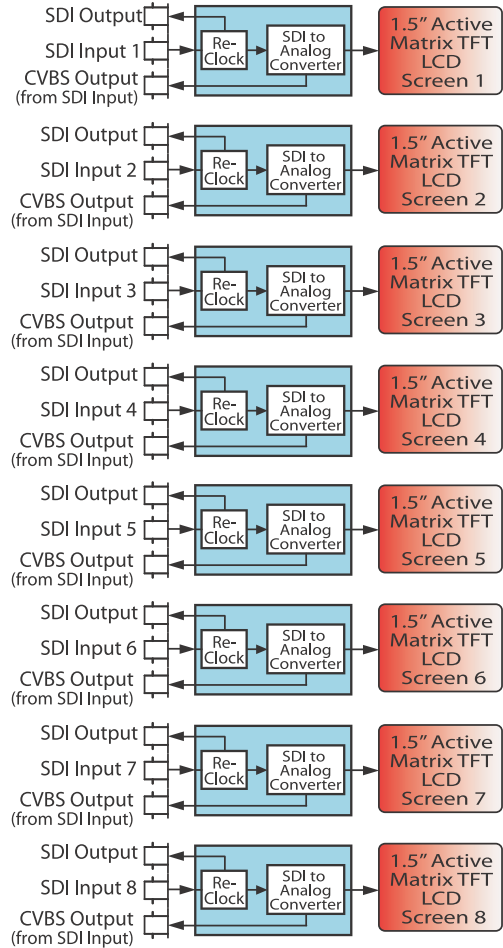 SDI Output
SDI Input 1
CVBS Output
(from SDI Input)
Re-
Clock
SDI to
Analog
Converter
1.5” Active
Matrix TFT
LCD
Screen 1
SDI Output
SDI Input 2
CVBS Output
(from SDI Input)
Re-
Clock
SDI to
Analog
Converter
1.5” Active
Matrix TFT
LCD
Screen 2
SDI Output
SDI Input 3
CVBS Output
(from SDI Input)
Re-
Clock
SDI to
Analog
Converter
1.5” Active
Matrix TFT
LCD
Screen 3
SDI Output
SDI Input 4
CVBS Output
(from SDI Input)
Re-
Clock
SDI to
Analog
Converter
1.5” Active
Matrix TFT
LCD
Screen 4
SDI Output
SDI Input 5
CVBS Output
(from SDI Input)
Re-
Clock
SDI to
Analog
Converter
1.5” Active
Matrix TFT
LCD
Screen 5
SDI Output
SDI Input 6
CVBS Output
(from SDI Input)
Re-
Clock
SDI to
Analog
Converter
1.5” Active
Matrix TFT
LCD
Screen 6
SDI Output
SDI Input 7
CVBS Output
(from SDI Input)
Re-
Clock
SDI to
Analog
Converter
1.5” Active
Matrix TFT
LCD
Screen 7
SDI Output
SDI Input 8
CVBS Output
(from SDI Input)
Re-
Clock
SDI to
Analog
Converter
1.5” Active
Matrix TFT
LCD
Screen 8